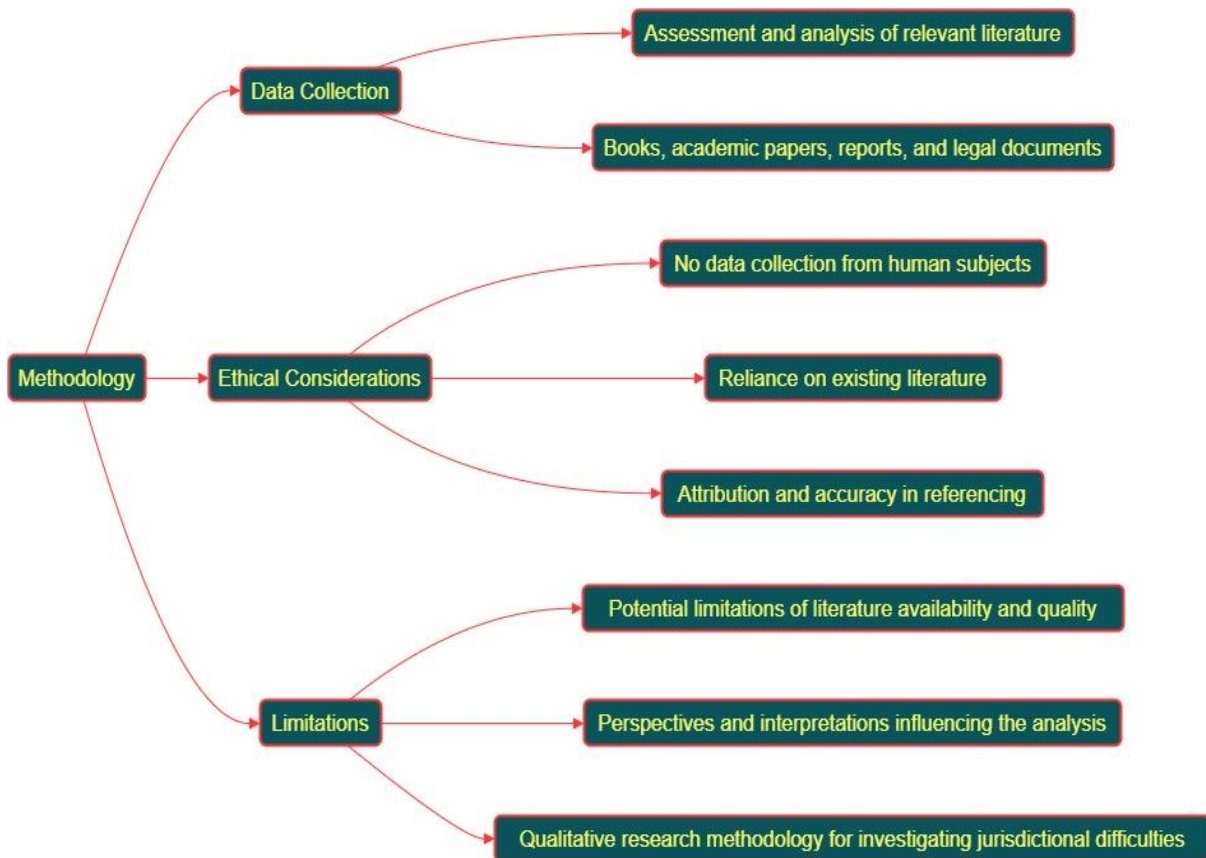 Methodology
Data Collection
Assessment and analysis of relevant literature
Books, academic papers, reports, and legal documents
Ethical Considerations
No data collection from human subjects
Reliance on existing literature
Attribution and accuracy in referencing
Limitations
Potential limitations of literature availability and quality
Perspectives and interpretations influencing the analysis
Qualitative research methodology for investigating jurisdictional difficulties